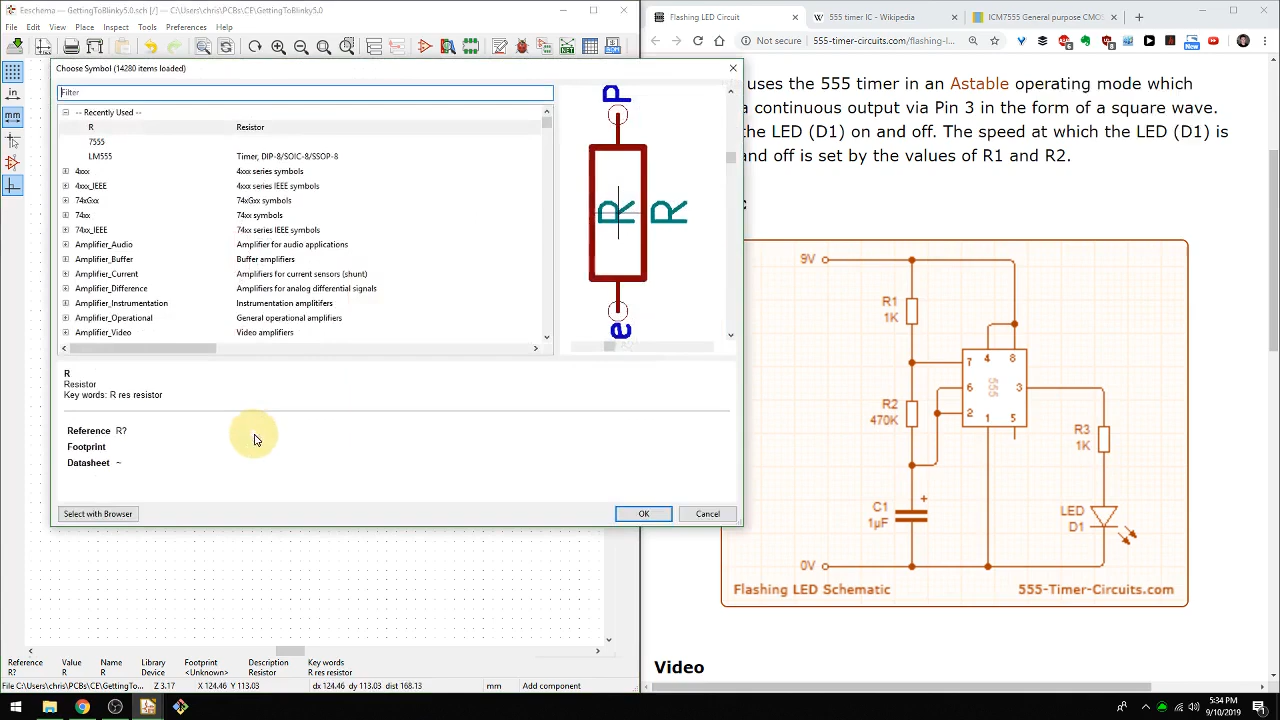 Eeschema — GettingToBlinky5.0.sch [/] — C:\Users\chris\PCBs\CE\GettingToBlinky5.0
File Edit View Place Inspect Tools Preferences
Choose Symbol (14280 items loaded)
Filter
-- Recently Used --
R Resistor
7555
LM555 Timer, DIP-8/SOIC-8/SSOP-8
4xxx 4xxx series symbols
4xxx_IEEE 4xxx series IEEE symbols
74xGxx 74xGxx symbols
74xx 74xx symbols
74xx_IEEE 74xx series IEEE symbols
Amplifier_Audio Amplifier for audio applications
Amplifier_Buffer Buffer amplifiers
Amplifier_Current Amplifiers for current sensors (shunt)
Amplifier_Difference Amplifiers for analog differential signals
Amplifier_Instrumentation Instrumentation amplitifers
Amplifier_Operational General operational amplifiers
Amplifier_Video Video amplifiers
P
R R
e
R
Resistor
Key words: R res resistor
Reference R?
Footprint
Datasheet ~
Select with Browser
OK
Cancel
Reference Value Name Library Footprint Description Key words
R? R R Device <Unknown> Resistor R res resistor
File C:\Users\chris\PCBs\CE\GettingTo... Z 3.17 X 124.46 Y 113.03 dx 124.46 dy 113.03 dist 168.13 mm Add component
Flashing LED Circuit
555 timer IC - Wikipedia
ICM7555 General purpose CMOS
Not secure 555-timer-circuits.com/flashing-l...
New
uses the 555 timer in an Astable operating mode which
a continuous output via Pin 3 in the form of a square wave.
the LED (D1) on and off. The speed at which the LED (D1) is
and off is set by the values of R1 and R2.
9V
R1
1K
7 4 8
6 555 3
2 1 5
R2
470K
R3
1K
C1
1µF
+
LED
D1
0V
Flashing LED Schematic
555-Timer-Circuits.com
Video
5:34 PM
9/10/2019